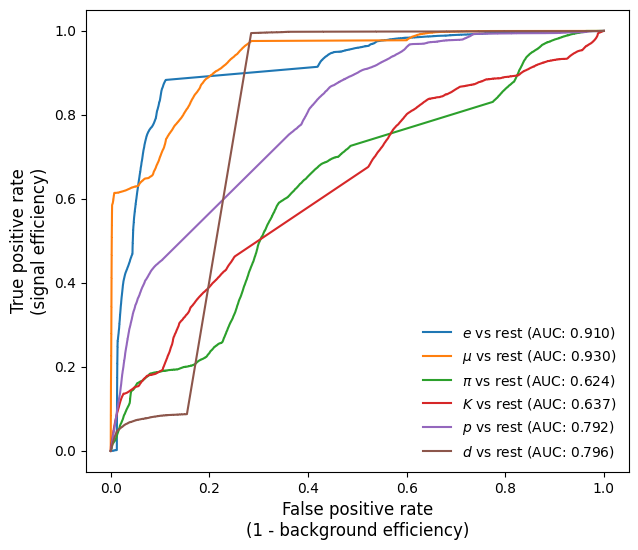 1.0
0.8
0.6
0.4
0.2
0.0
True positive rate
(signal efficiency)
e vs rest (AUC: 0.910)
μ vs rest (AUC: 0.930)
π vs rest (AUC: 0.624)
K vs rest (AUC: 0.637)
p vs rest (AUC: 0.792)
d vs rest (AUC: 0.796)
0.0 0.2 0.4 0.6 0.8 1.0
False positive rate
(1 - background efficiency)